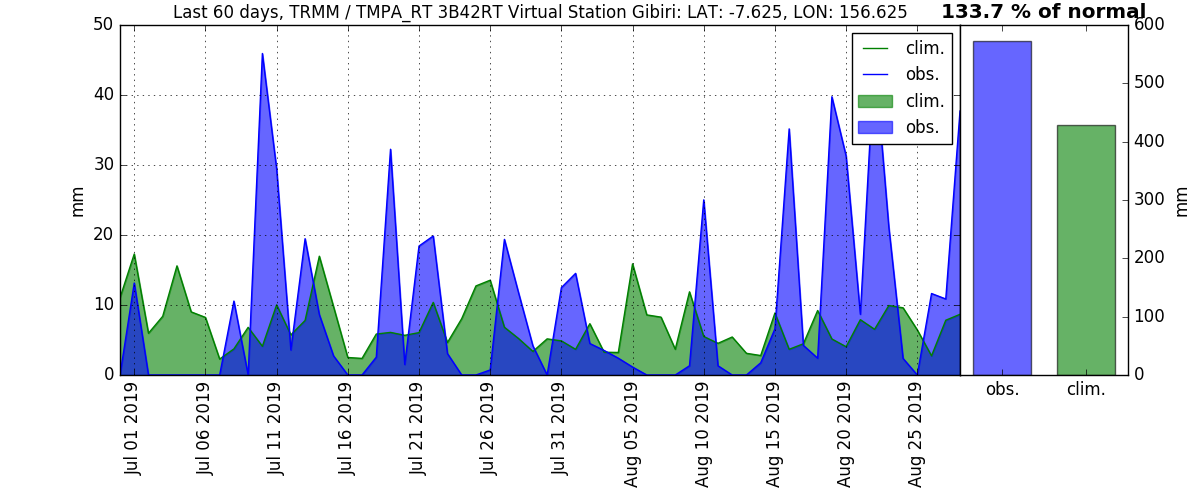 Last 60 days, TRMM / TMPA_RT 3B42RT Virtual Station Gibiri: LAT: -7.625, LON: 156.625
133.7 % of normal
50
40
30
20
10
0
mm
clim.
obs.
clim.
obs.
Jul 01 2019
Jul 06 2019
Jul 11 2019
Jul 16 2019
Jul 21 2019
Jul 26 2019
Jul 31 2019
Aug 05 2019
Aug 10 2019
Aug 15 2019
Aug 20 2019
Aug 25 2019
600
500
400
300
200
100
0
mm
obs.
clim.